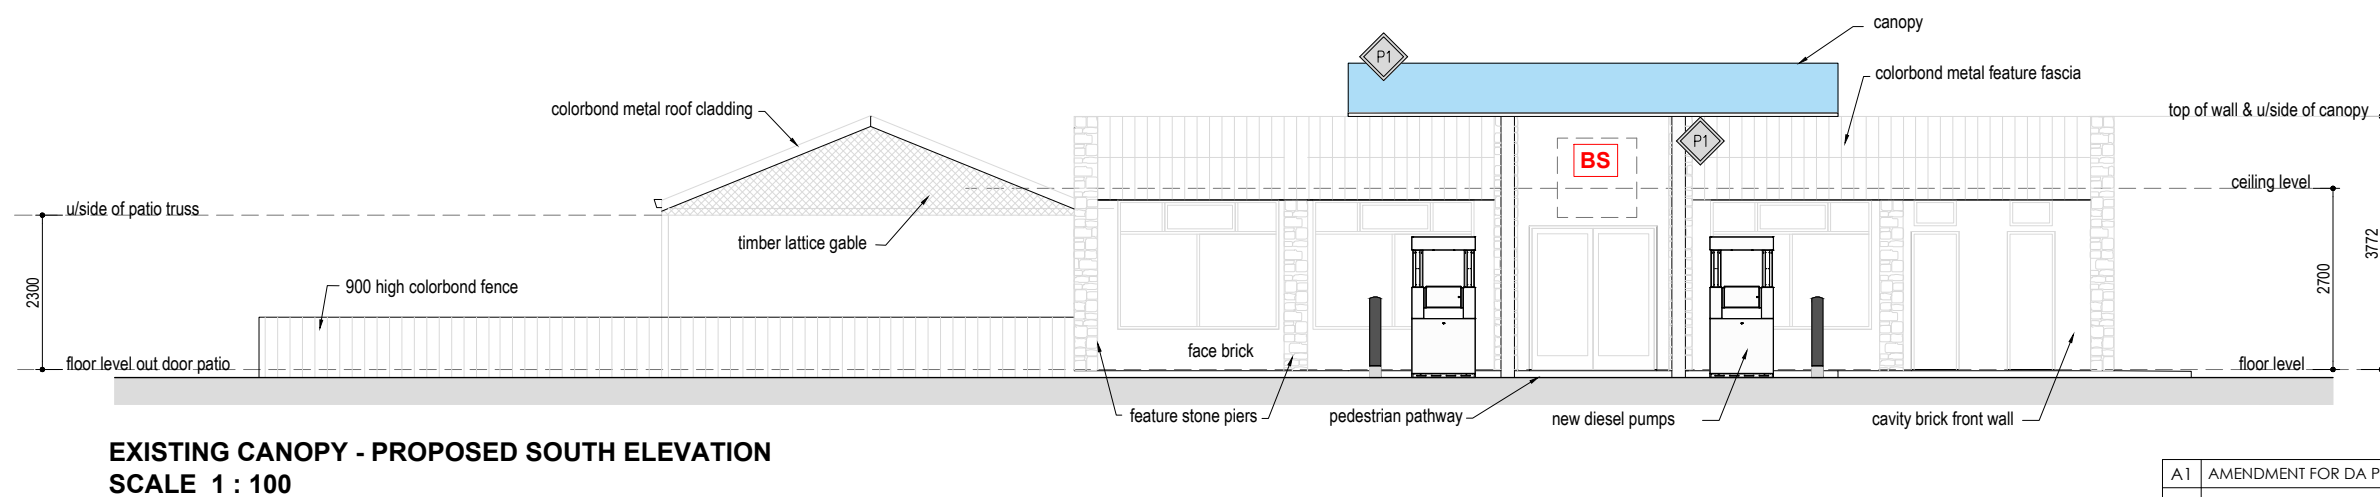 canopy
P1
colorbond metal feature fascia
colorbond metal roof cladding
top of wall & u/side of canopy
P1
BS
ceiling level
u/side of patio truss
timber lattice gable
3772
2700
2300
900 high colorbond fence
face brick
floor level out door patio
floor level
feature stone piers
pedestrian pathway
new diesel pumps
cavity brick front wall
EXISTING CANOPY - PROPOSED SOUTH ELEVATION
SCALE 1 : 100
A1 AMENDMENT FOR DA P